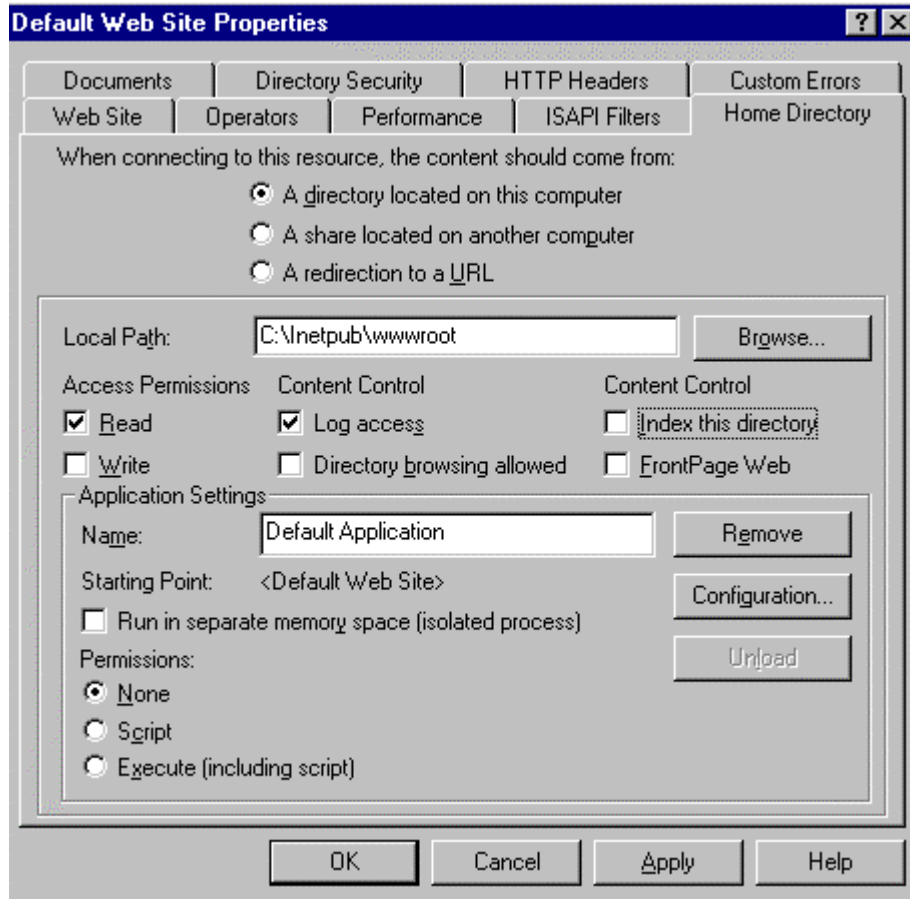 Default Web Site Properties
Documents Directory Security HTTP Headers Custom Errors
Web Site Operators Performance ISAPI Filters Home Directory
When connecting to this resource, the content should come from:
A directory located on this computer
A share located on another computer
A redirection to a URL
Local Path: C:\Inetpub\wwwroot Browse...
Access Permissions Content Control Content Control
Read Log access Index this directory
Write Directory browsing allowed FrontPage Web
Application Settings
Name: Default Application Remove
Starting Point: <Default Web Site> Configuration...
Run in separate memory space (isolated process)
Permissions: Unload
None
Script
Execute (including script)
OK Cancel Apply Help